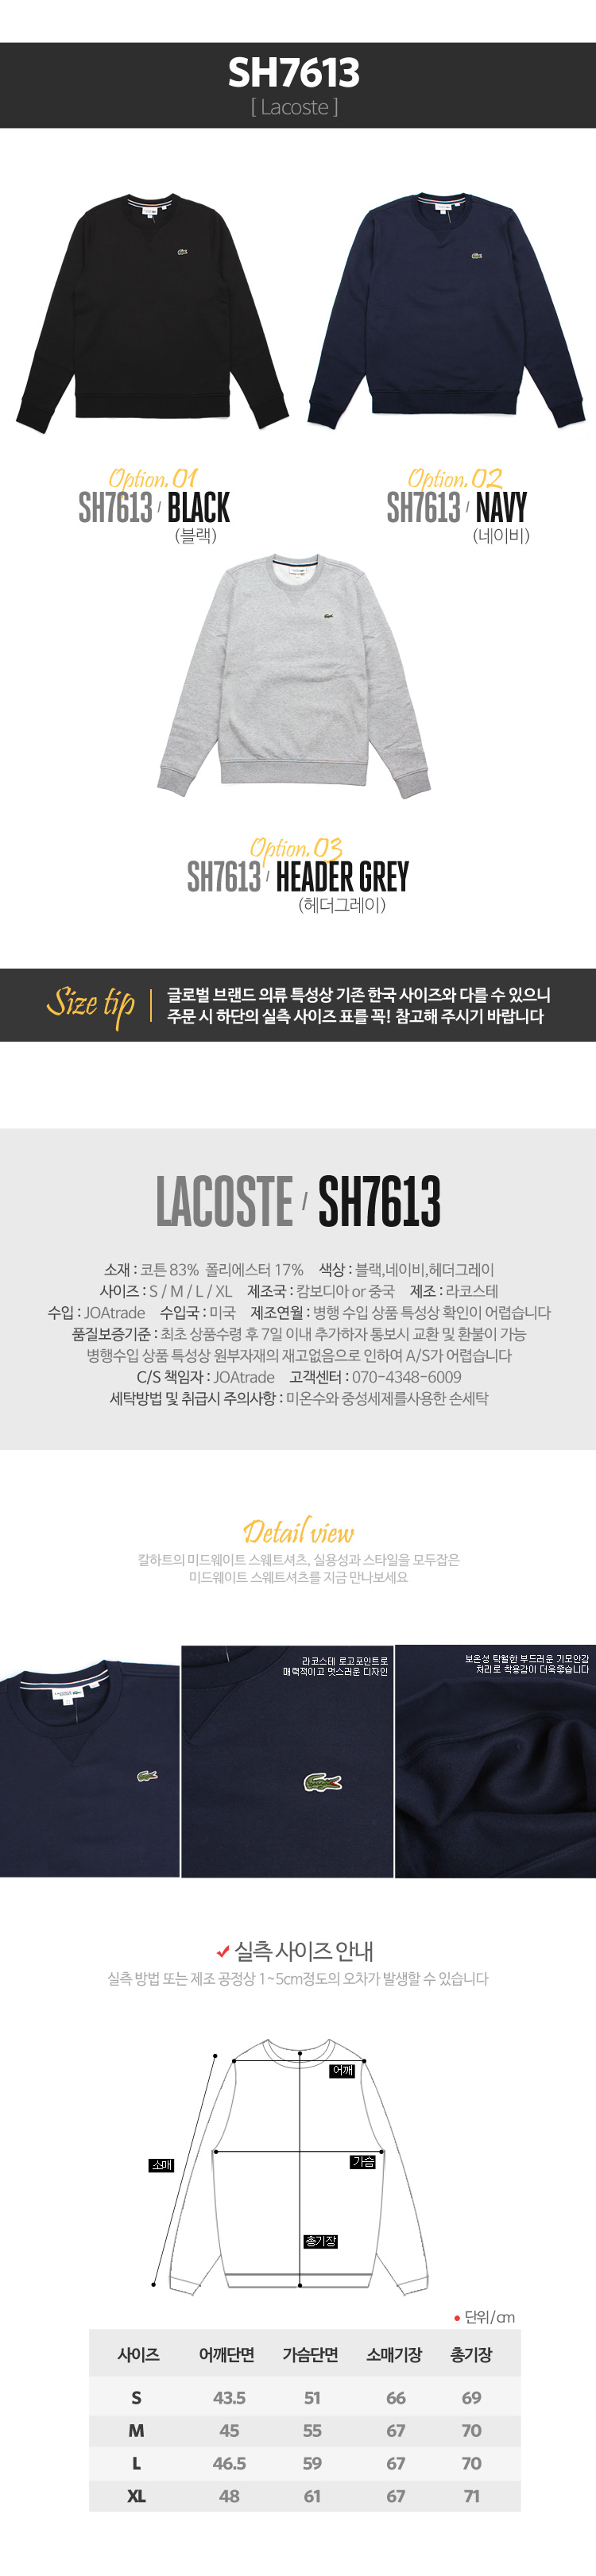 SH7613
[ Lacoste ]
Option. 01
SH7613 / BLACK
(블랙)
Option. 02
SH7613 / NAVY
(네이비)
Option. 03
SH7613 / HEADER GREY
(헤더그레이)
Size tip
글로벌 브랜드 의류 특성상 기존 한국 사이즈와 다를 수 있으니
주문 시 하단의 실측 사이즈 표를 꼭! 참고해 주시기 바랍니다
LACOSTE / SH7613
소재 : 코튼 83% 폴리에스터 17% 색상 : 블랙,네이비,헤더그레이
사이즈 : S / M / L / XL 제조국 : 캄보디아 or 중국 제조 : 라코스테
수입 : JOAtrade 수입국 : 미국 제조연월 : 병행 수입 상품 특성상 확인이 어렵습니다
품질보증기준 : 최초 상품수령 후 7일 이내 추가하자 통보시 교환 및 환불이 가능
병행수입 상품 특성상 원부자재의 재고없음으로 인하여 A/S가 어렵습니다
C/S 책임자 : JOAtrade 고객센터 : 070-4348-6009
세탁방법 및 취급시 주의사항 : 미온수와 중성세제를사용한 손세탁
Detail view
칼하트의 미드웨이트 스웨트셔츠, 실용성과 스타일을 모두잡은
미드웨이트 스웨트셔츠를 지금 만나보세요
라코스테 로고포인트로
매력적이고 멋스러운 디자인
보온성 탁월한 부드러운 기모안감
처리로 착용감이 더욱좋습니다
실측 사이즈 안내
실측 방법 또는 제조 공정상 1~5cm정도의 오차가 발생할 수 있습니다
어깨
소매
가슴
총기장
단위/cm
사이즈 어깨단면 가슴단면 소매기장 총기장
S 43.5 51 66 69
M 45 55 67 70
L 46.5 59 67 70
XL 48 61 67 71